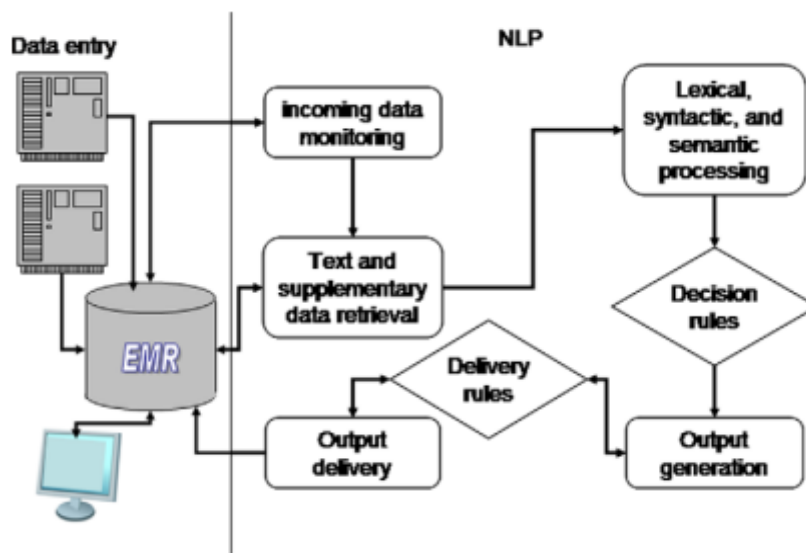 Data entry
NLP
incoming data
monitoring
Lexical,
syntactic, and
semantic
processing
Text and
supplementary
data retrieval
EMR
Decision
rules
Delivery
rules
Output
delivery
Output
generation